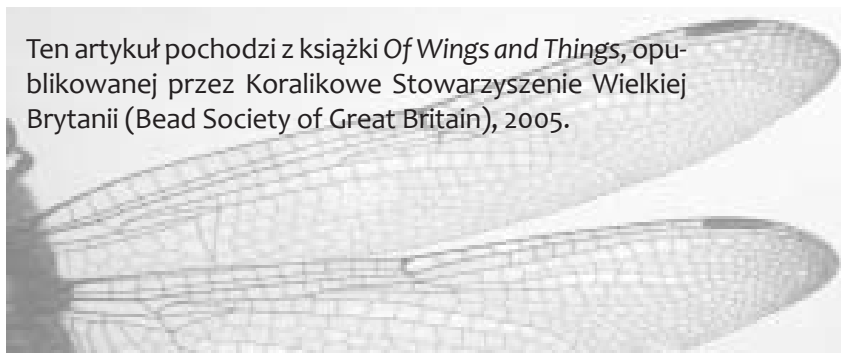 Ten artykuł pochodzi z książki Of Wings and Things, opu-
blikowanej przez Koralikowe Stowarzyszenie Wielkiej
Brytanii (Bead Society of Great Britain), 2005.